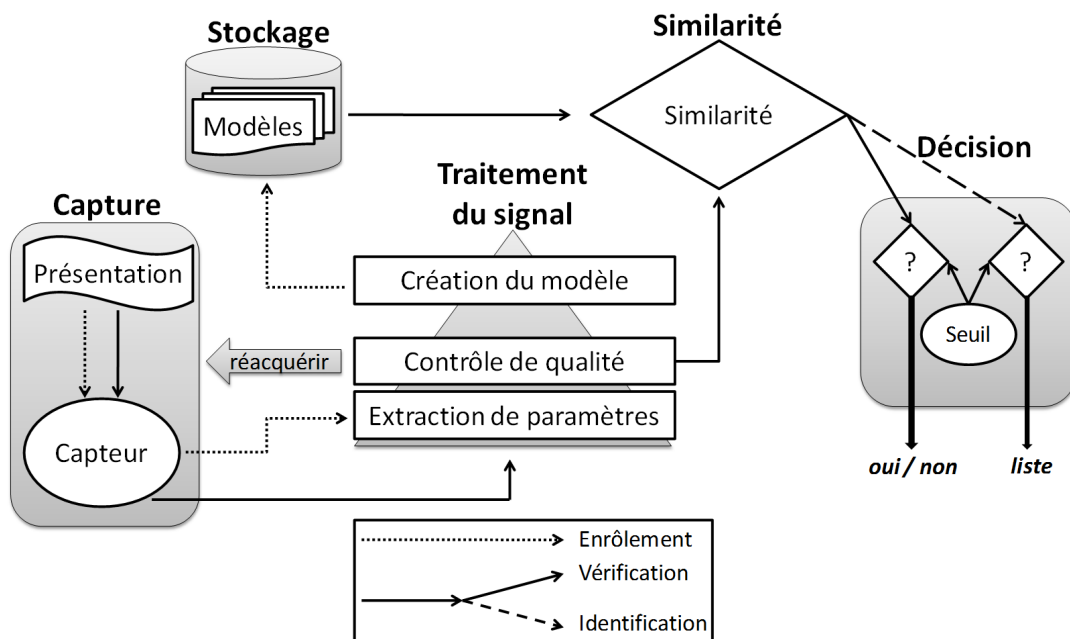 Stockage
Similarité
Modèles
Similarité
Décision
Traitement
du signal
Capture
Présentation
Création du modèle
?
?
Seuil
réacquérir
Contrôle de qualité
Extraction de paramètres
Capteur
oui / non
liste
Enrôlement
Vérification
Identification